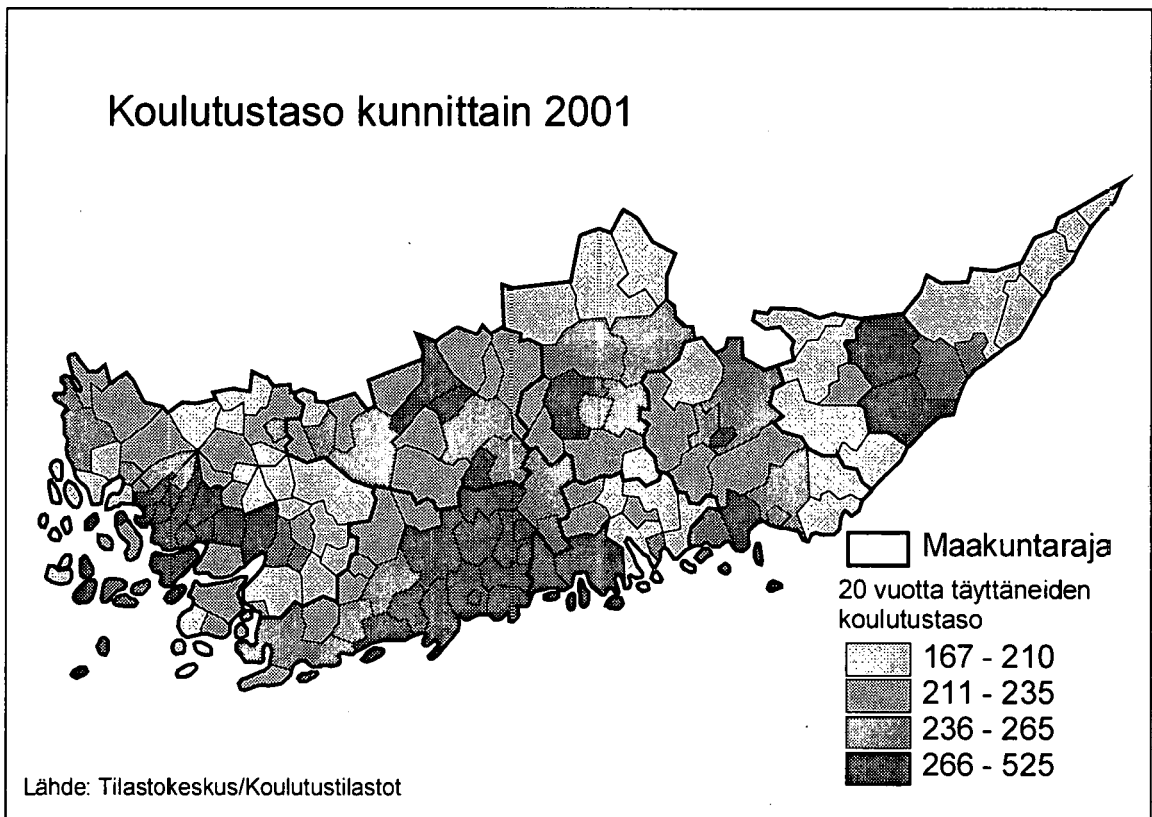 Koulutustaso kunnittain 2001
Maakuntaraja
20 vuotta täyttäneiden
koulutustaso
167 - 210
211 - 235
236 - 265
266 - 525
Lähde: Tilastokeskus/Koulutustilastot